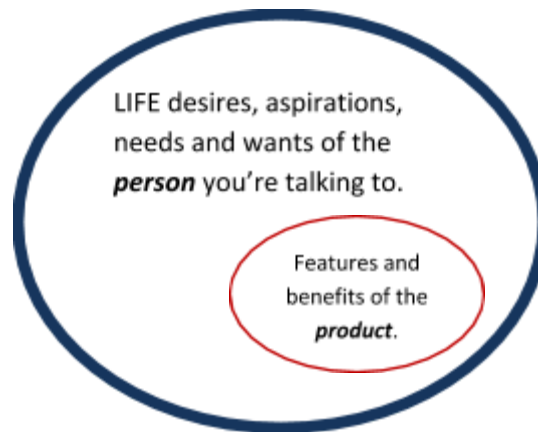 LIFE desires, aspirations,
needs and wants of the
person you’re talking to.
Features and
benefits of the
product.